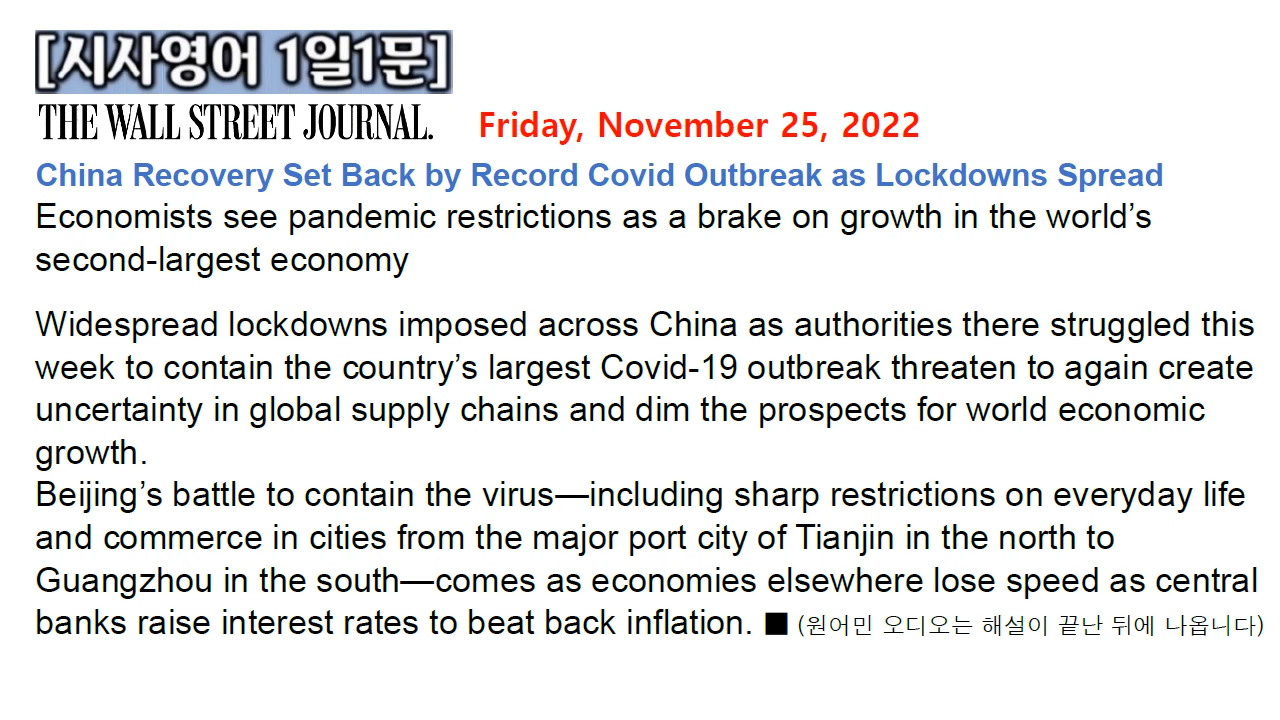 [시사영어 1일1문]
THE WALL STREET JOURNAL.
Friday, November 25, 2022
China Recovery Set Back by Record Covid Outbreak as Lockdowns Spread
Economists see pandemic restrictions as a brake on growth in the world’s
second-largest economy
Widespread lockdowns imposed across China as authorities there struggled this
week to contain the country’s largest Covid-19 outbreak threaten to again create
uncertainty in global supply chains and dim the prospects for world economic
growth.
Beijing’s battle to contain the virus—including sharp restrictions on everyday life
and commerce in cities from the major port city of Tianjin in the north to
Guangzhou in the south—comes as economies elsewhere lose speed as central
banks raise interest rates to beat back inflation. ■ (원어민 오디오는 해설이 끝난 뒤에 나옵니다)